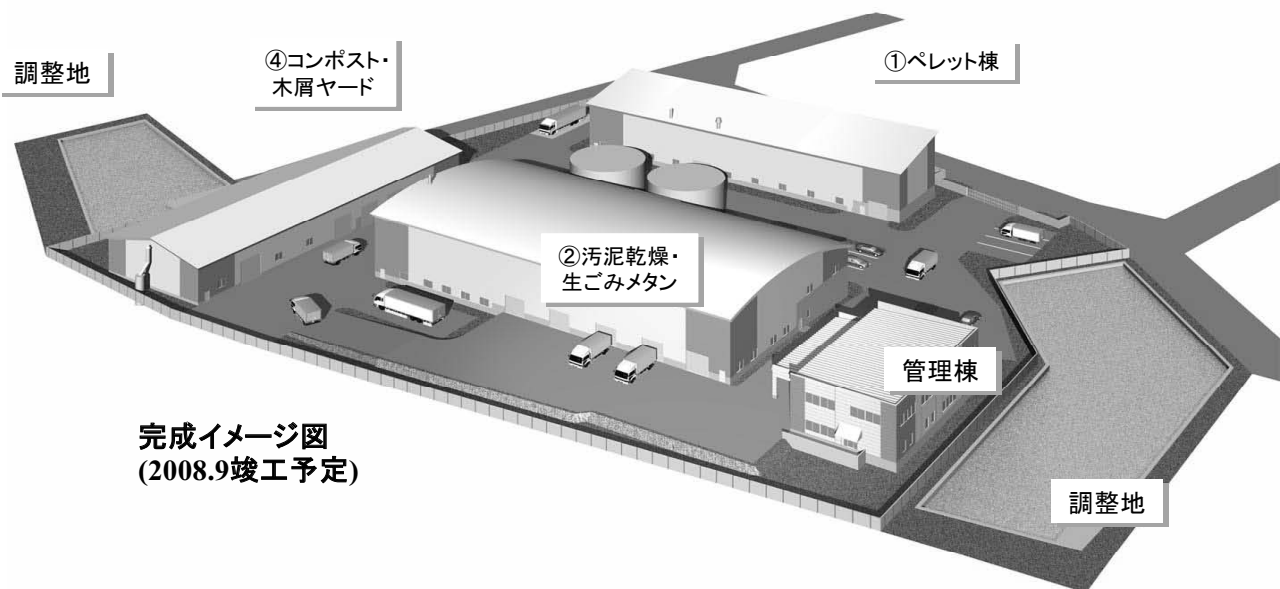 調整地
④コンポスト・
木屑ヤード
①ペレット棟
②汚泥乾燥・
生ごみメタン
管理棟
完成イメージ図
(2008.9竣工予定)
調整地